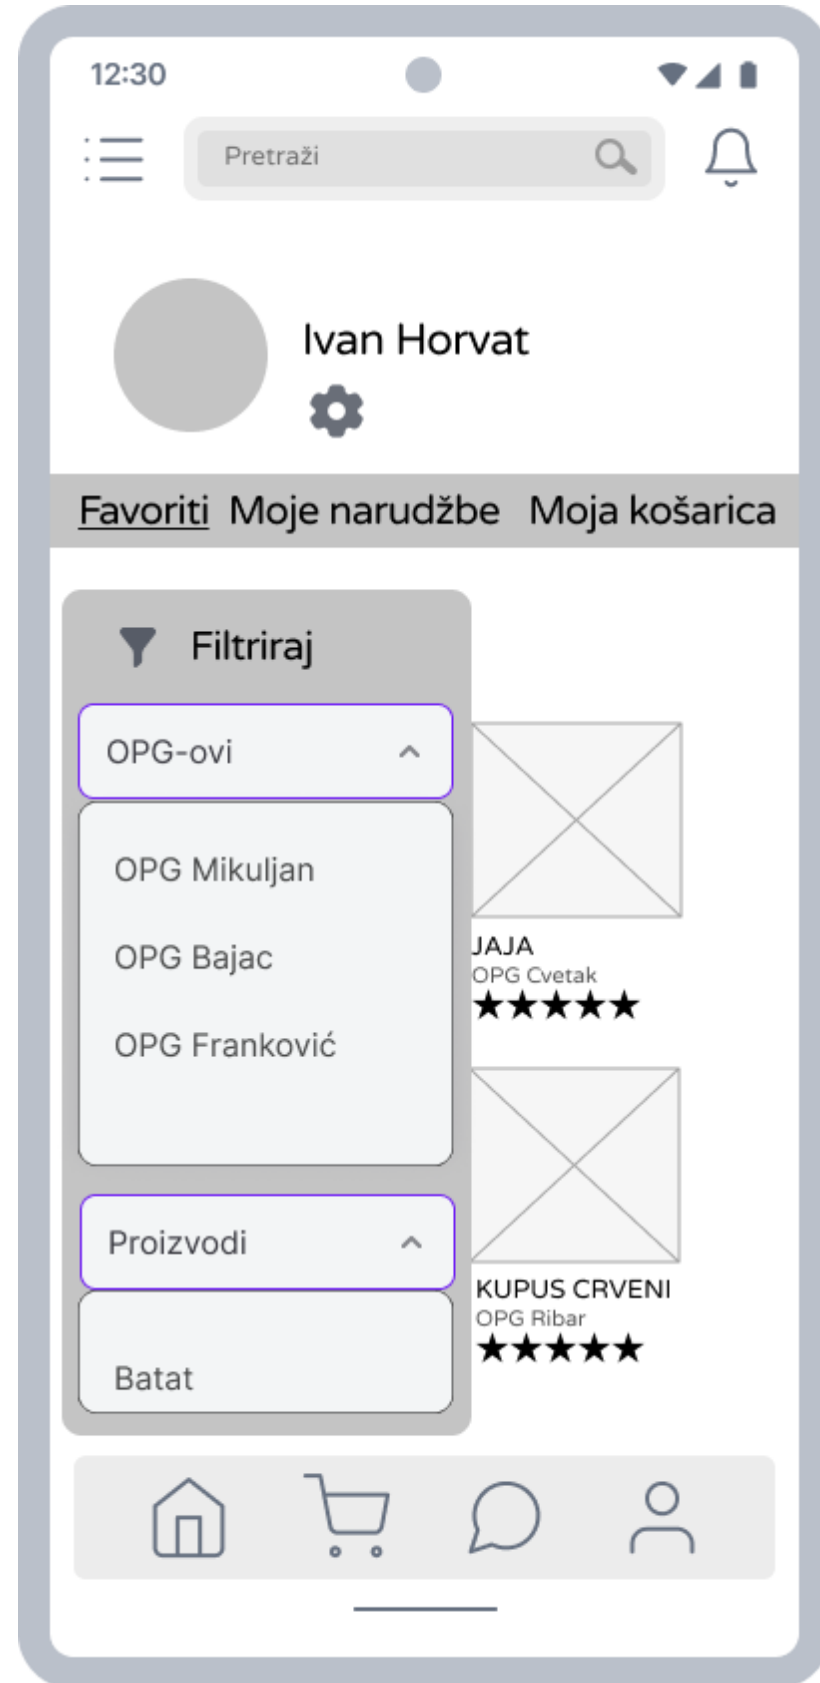 12:30
Pretraži
Ivan Horvat
Favoriti Moje narudžbe Moja košarica
Filtriraj
OPG-ovi
OPG Mikuljan
OPG Bajac
OPG Franković
JAJA
OPG Cvetak
★★★★★
Proizvodi
Batat
KUPUS CRVENI
OPG Ribar
★★★★★